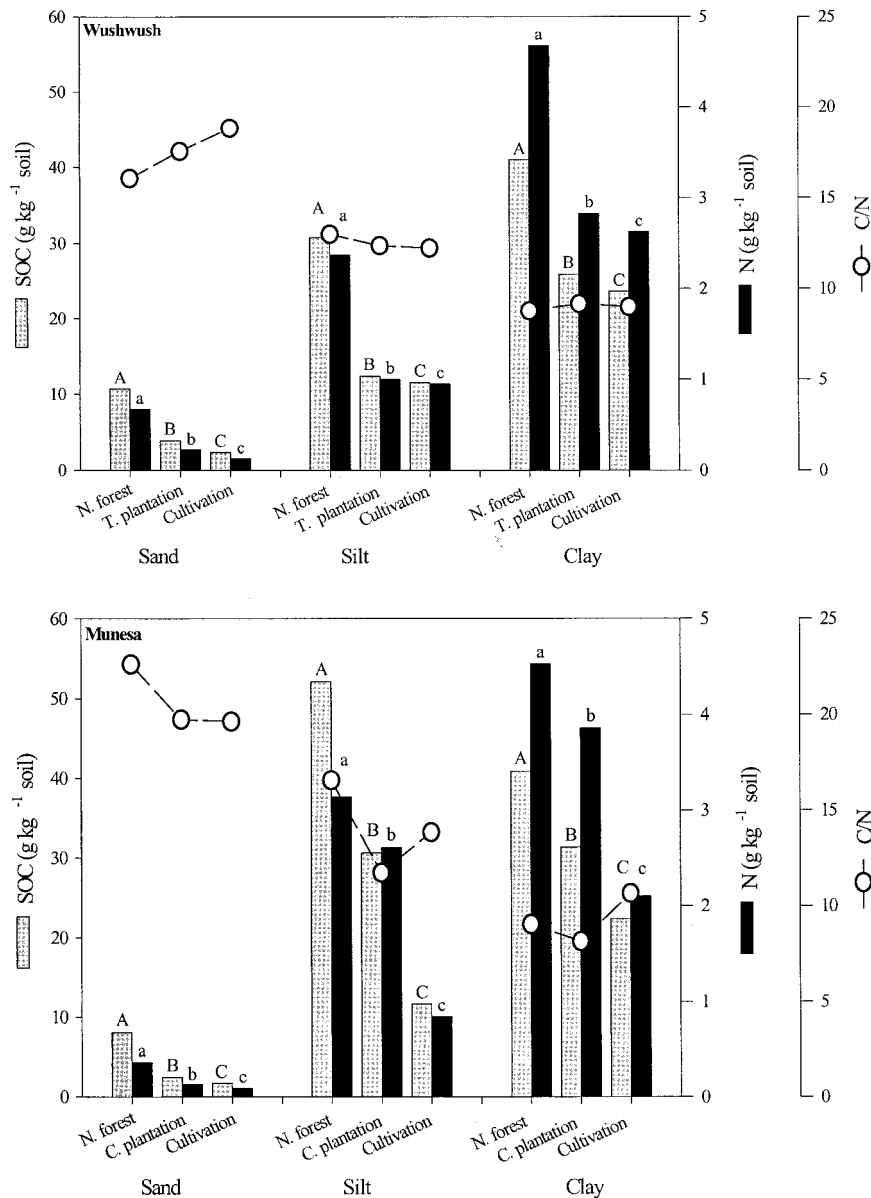 Wushwush
60
50
40
30
20
10
0
SOC (g kg⁻¹ soil)
A
a
B
b
C
c
A
a
B
b
C
c
A
a
B
b
C
c
5
4
3
2
1
0
N (g kg⁻¹ soil)
25
20
15
10
5
0
C/N
N. forest
T. plantation
Cultivation
N. forest
T. plantation
Cultivation
N. forest
T. plantation
Cultivation
Sand
Silt
Clay
Munesa
60
50
40
30
20
10
0
SOC (g kg⁻¹ soil)
A
a
B
b
C
c
A
a
B
b
C
c
A
a
B
b
C
c
5
4
3
2
1
0
N (g kg⁻¹ soil)
25
20
15
10
5
0
C/N
N. forest
C. plantation
Cultivation
N. forest
C. plantation
Cultivation
N. forest
C. plantation
Cultivation
Sand
Silt
Clay